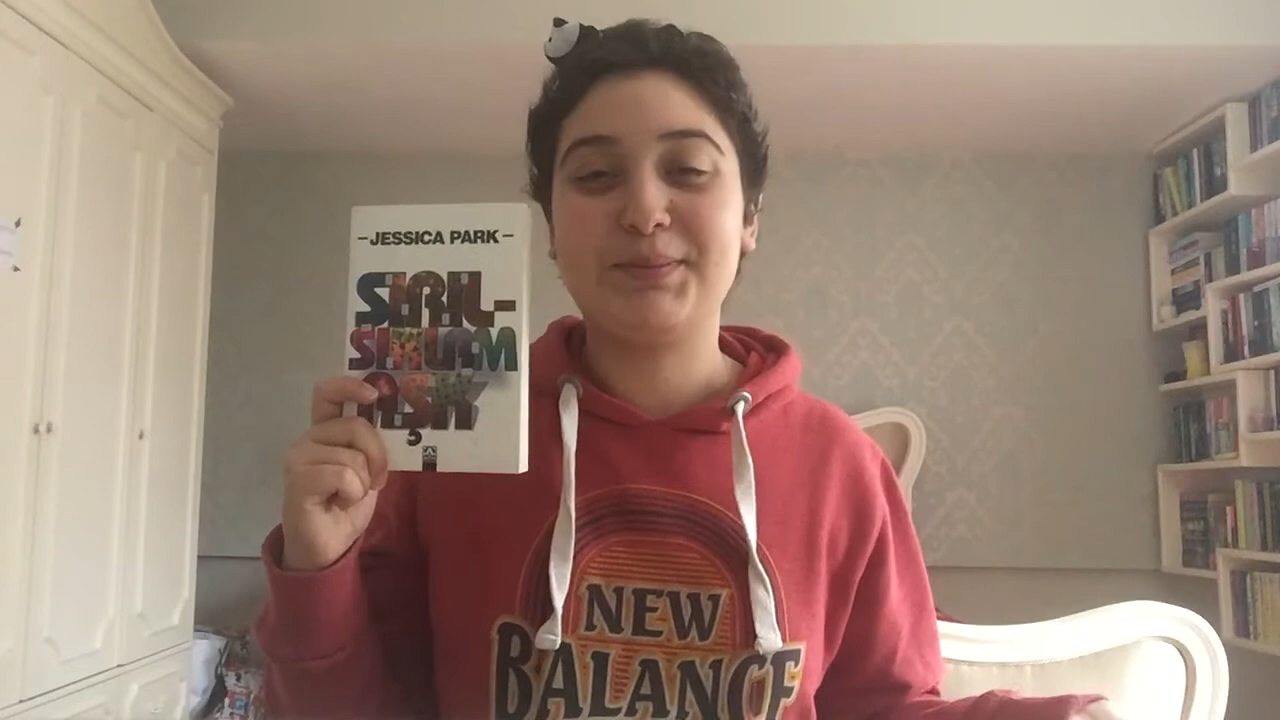 -JESSICA PARK-
SIRIL-
SIKLAM
AŞK
NEW
BALANCE